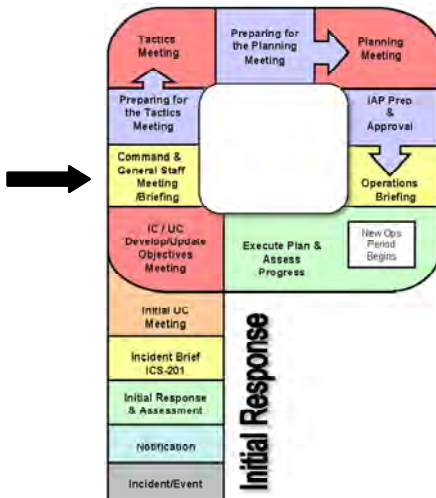 Tactics
Meeting
Preparing for
the Planning
Meeting
Planning
Meeting
Preparing for
the Tactics
Meeting
IAP Prep
&
Approval
Command &
General Staff
Meeting
/Briefing
Operations
Briefing
IC / UC
Develop/Update
Objectives
Meeting
Execute Plan &
Assess
Progress
New Ops
Period
Begins
Initial UC
Meeting
Incident Brief
ICS-201
Initial Response
& Assessment
Notification
Incident/Event
Initial Response